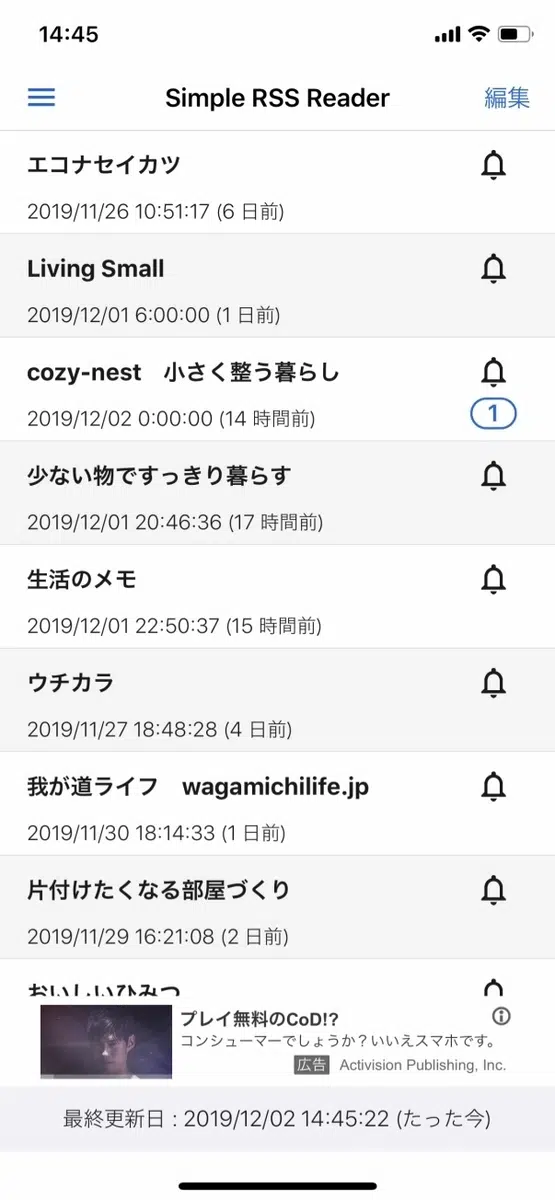 14:45
Simple RSS Reader 編集
エコナセイカツ
2019/11/26 10:51:17 (6 日前)
Living Small
2019/12/01 6:00:00 (1 日前)
cozy-nest　小さく整う暮らし
2019/12/02 0:00:00 (14 時間前)
1
少ない物ですっきり暮らす
2019/12/01 20:46:36 (17 時間前)
生活のメモ
2019/12/01 22:50:37 (15 時間前)
ウチカラ
2019/11/27 18:48:28 (4 日前)
我が道ライフ　wagamichilife.jp
2019/11/30 18:14:33 (1 日前)
片付けたくなる部屋づくり
2019/11/29 16:21:08 (2 日前)
おいしいひみつ
プレイ無料のCoD!?
コンシューマーでしょうか？いいえスマホです。
広告 Activision Publishing, Inc.
最終更新日 : 2019/12/02 14:45:22 (たった今)